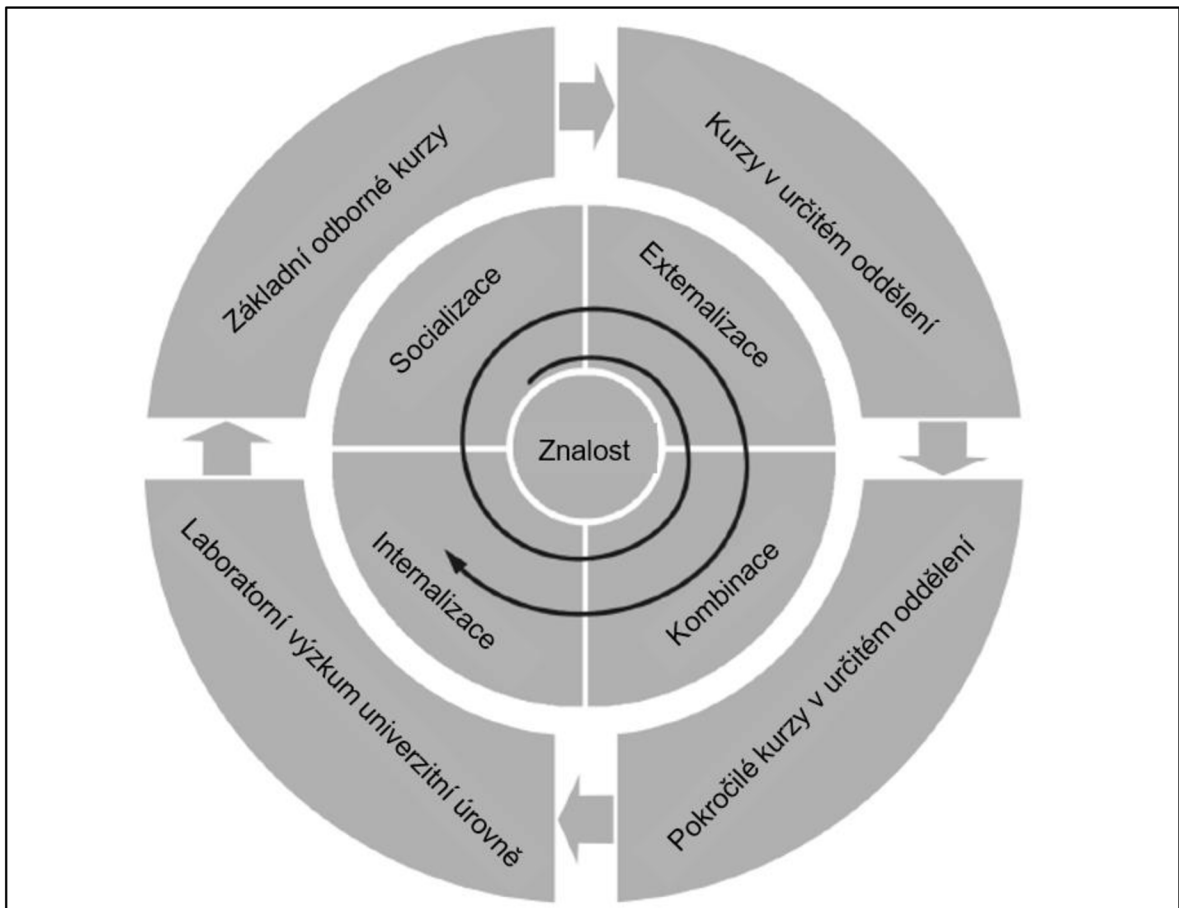 Základní odborné kurzy
Kurzy v určitém oddělení
Socializace
Externalizace
Znalost
Internalizace
Kombinace
Laboratorní výzkum univerzitní úrovně
Pokročilé kurzy v určitém oddělení